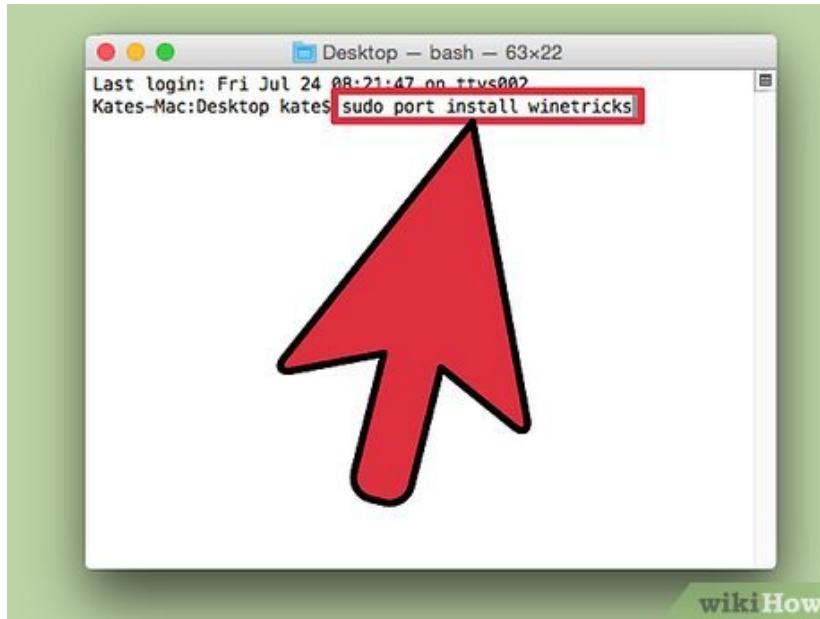 Desktop — bash — 63×22
Last login: Fri Jul 24 08:21:47 on ttys002
Kates-Mac:Desktop kate$ sudo port install winetricks
wikiHow